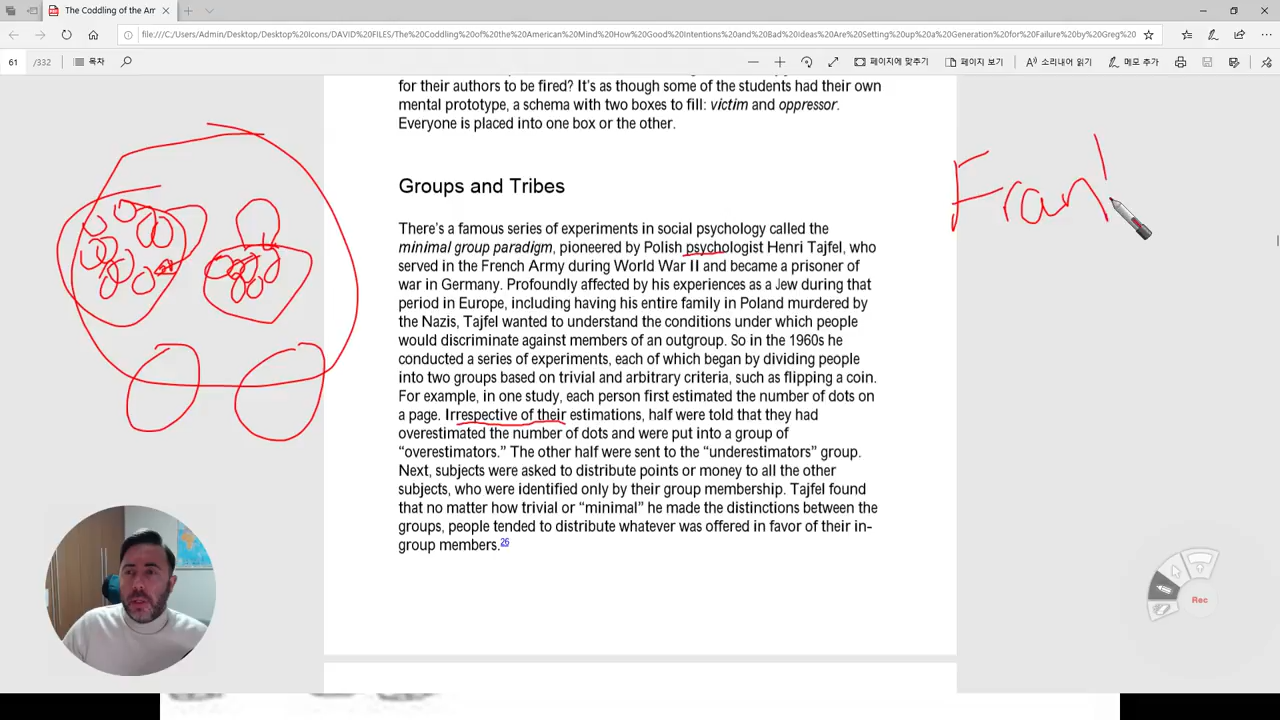 The Coddling of the Am
file:///C:/Users/Admin/Desktop/Desktop%20Icons/DAVID%20FILES/The%20Coddling%20of%20the%20American%20Mind%20How%20Good%20Intentions%20and%20Bad%20Ideas%20Are%20Setting%20up%20a%20Generation%20for%20Failure%20by%20Greg%20
61 /332 목차 페이지에 맞추기 페이지 보기 소리내어 읽기 메모 추가
for their authors to be fired? It's as though some of the students had their own
mental prototype, a schema with two boxes to fill: victim and oppressor.
Everyone is placed into one box or the other.
Groups and Tribes
There's a famous series of experiments in social psychology called the
minimal group paradigm, pioneered by Polish psychologist Henri Tajfel, who
served in the French Army during World War II and became a prisoner of
war in Germany. Profoundly affected by his experiences as a Jew during that
period in Europe, including having his entire family in Poland murdered by
the Nazis, Tajfel wanted to understand the conditions under which people
would discriminate against members of an outgroup. So in the 1960s he
conducted a series of experiments, each of which began by dividing people
into two groups based on trivial and arbitrary criteria, such as flipping a coin.
For example, in one study, each person first estimated the number of dots on
a page. Irrespective of their estimations, half were told that they had
overestimated the number of dots and were put into a group of
“overestimators.” The other half were sent to the “underestimators” group.
Next, subjects were asked to distribute points or money to all the other
subjects, who were identified only by their group membership. Tajfel found
that no matter how trivial or “minimal” he made the distinctions between the
groups, people tended to distribute whatever was offered in favor of their in-
group members.26
Fran
Rec